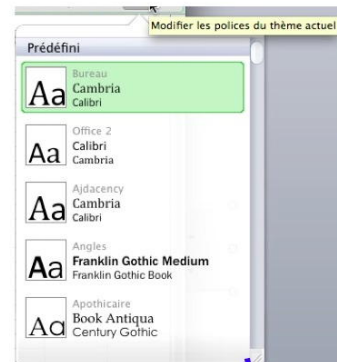 Modifier les polices du thème actuel
Prédéfini
Bureau
Aa Cambria
Calibri
Office 2
Aa Calibri
Cambria
Ajdacency
Aa Cambria
Calibri
Angles
Aa Franklin Gothic Medium
Franklin Gothic Book
Apothicaire
Aa Book Antiqua
Century Gothic